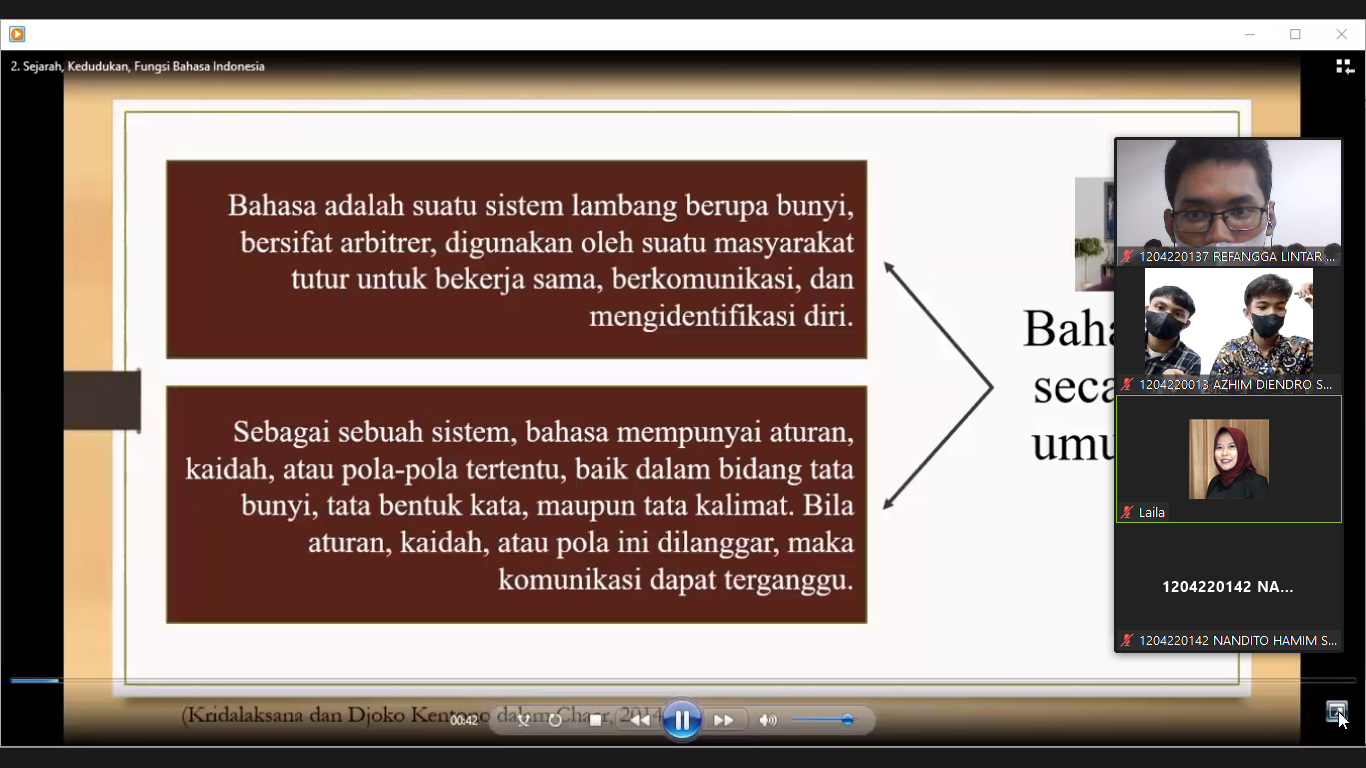 2. Sejarah, Kedudukan, Fungsi Bahasa Indonesia
Bahasa adalah suatu sistem lambang berupa bunyi,
bersifat arbitrer, digunakan oleh suatu masyarakat
tutur untuk bekerja sama, berkomunikasi, dan
mengidentifikasi diri.
Sebagai sebuah sistem, bahasa mempunyai aturan,
kaidah, atau pola-pola tertentu, baik dalam bidang tata
bunyi, tata bentuk kata, maupun tata kalimat. Bila
aturan, kaidah, atau pola ini dilanggar, maka
komunikasi dapat terganggu.
Baha
seca
umu
(Kridalaksana dan Djoko Kentono dalam Chaer, 2014
00:42
1204220137 REFANGGA LINTAR ...
1204220013 AZHIM DIENDRO S...
Laila
1204220142 NA...
1204220142 NANDITO HAMIM S...